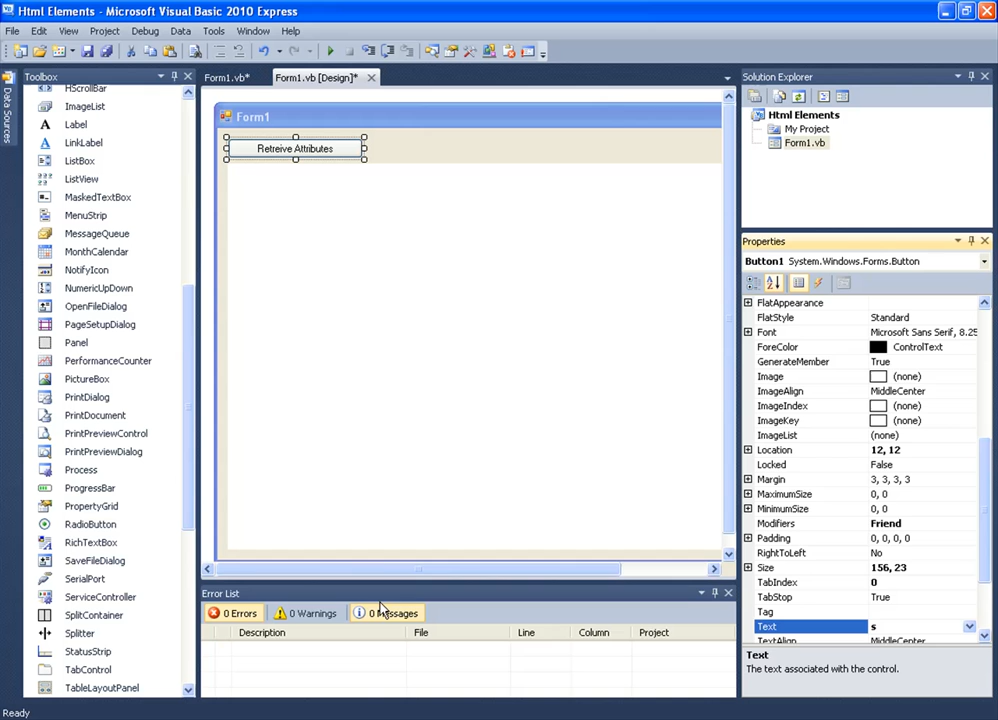 Html Elements - Microsoft Visual Basic 2010 Express
File Edit View Project Debug Data Tools Window Help
Data Sources
Toolbox
HScrollBar
ImageList
Label
LinkLabel
ListBox
ListView
MaskedTextBox
MenuStrip
MessageQueue
MonthCalendar
NotifyIcon
NumericUpDown
OpenFileDialog
PageSetupDialog
Panel
PerformanceCounter
PictureBox
PrintDialog
PrintDocument
PrintPreviewControl
PrintPreviewDialog
Process
ProgressBar
PropertyGrid
RadioButton
RichTextBox
SaveFileDialog
SerialPort
ServiceController
SplitContainer
Splitter
StatusStrip
TabControl
TableLayoutPanel
Form1.vb* Form1.vb [Design]*
Form1
Retreive Attributes
Error List
0 Errors 0 Warnings 0 Messages
Description File Line Column Project
Solution Explorer
Html Elements
My Project
Form1.vb
Properties
Button1 System.Windows.Forms.Button
FlatAppearance
FlatStyle Standard
Font Microsoft Sans Serif, 8.25
ForeColor ControlText
GenerateMember True
Image (none)
ImageAlign MiddleCenter
ImageIndex (none)
ImageKey (none)
ImageList (none)
Location 12, 12
Locked False
Margin 3, 3, 3, 3
MaximumSize 0, 0
MinimumSize 0, 0
Modifiers Friend
Padding 0, 0, 0, 0
RightToLeft No
Size 156, 23
TabIndex 0
TabStop True
Tag
Text s
TextAlign MiddleCenter
Text
The text associated with the control.
Ready